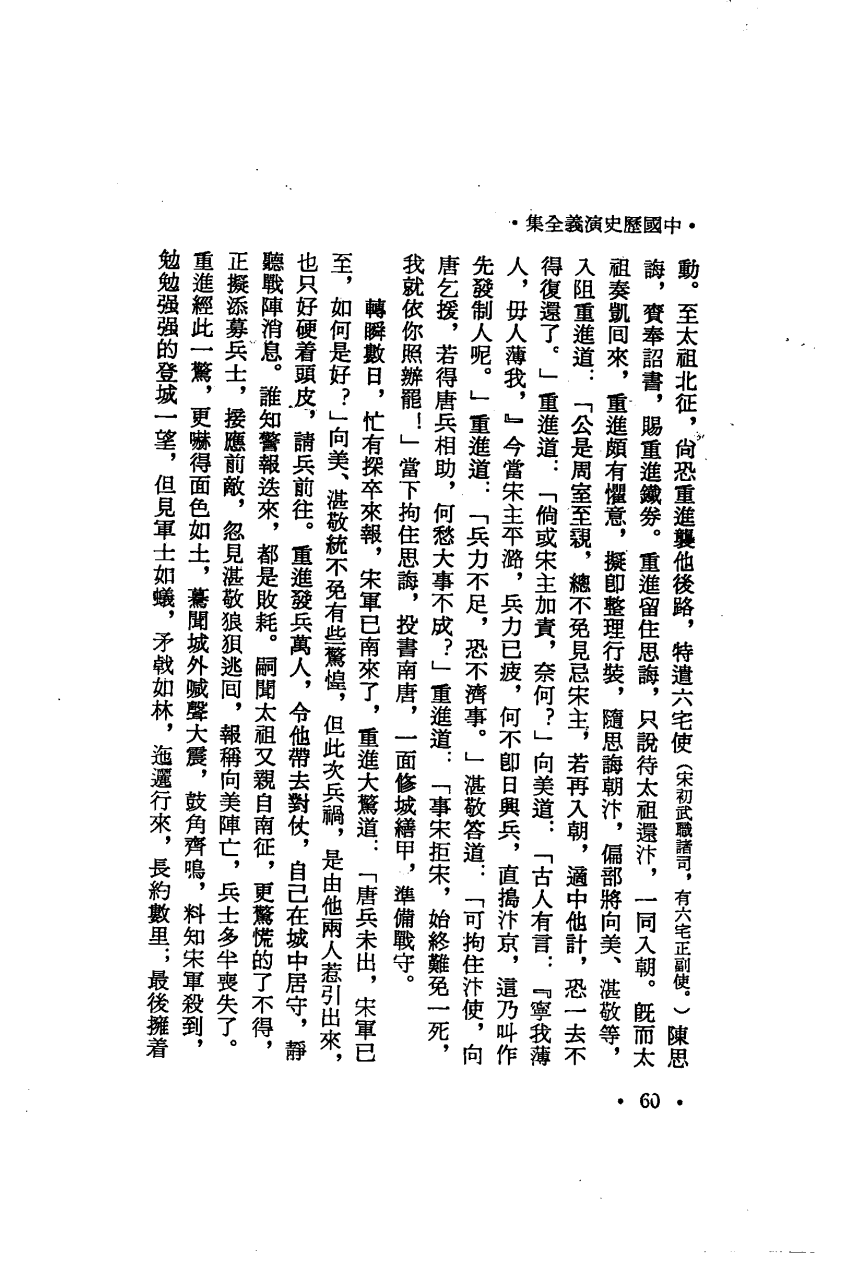 •中國歷史演義全集•
動。至太祖北征，尙恐重進襲他後路，特遣六宅使（宋初武職諸司，有六宅正副使。）陳思
誨，賫奉詔書，賜重進鐵券。重進留住思誨，只說待太祖還汴，一同入朝。旣而太
祖奏凱回來，重進頗有懼意，擬卽整理行裝，隨思誨朝汴，偏部將向美、湛敬等，
入阻重進道：「公是周室至親，總不免見忌宋主，若再入朝，適中他計，恐一去不
得復還了。」重進道：「倘或宋主加責，奈何？」向美道：「古人有言：『寧我薄
人，毋人薄我，』今當宋主平潞，兵力已疲，何不卽日興兵，直搗汴京，這乃叫作
先發制人呢。」重進道：「兵力不足，恐不濟事。」湛敬答道：「可拘住汴使，向
唐乞援，若得唐兵相助，何愁大事不成？」重進道：「事宋拒宋，始終難免一死，
我就依你照辦罷！」當下拘住思誨，投書南唐，一面修城繕甲，準備戰守。
轉瞬數日，忙有探卒來報，宋軍已南來了，重進大驚道：「唐兵未出，宋軍已
至，如何是好？」向美、湛敬統不免有些驚惶，但此次兵禍，是由他兩人惹引出來，
也只好硬着頭皮，請兵前往。重進發兵萬人，令他帶去對仗，自己在城中居守，靜
聽戰陣消息。誰知警報迭來，都是敗耗。嗣聞太祖又親自南征，更驚慌的了不得，
正擬添募兵士，接應前敵，忽見湛敬狼狽逃回，報稱向美陣亡，兵士多半喪失了。
重進經此一驚，更嚇得面色如土，驀聞城外喊聲大震，鼓角齊鳴，料知宋軍殺到，
勉勉强强的登城一望，但見軍士如蟻，矛戟如林，迤邐行來，長約數里；最後擁着
•60•